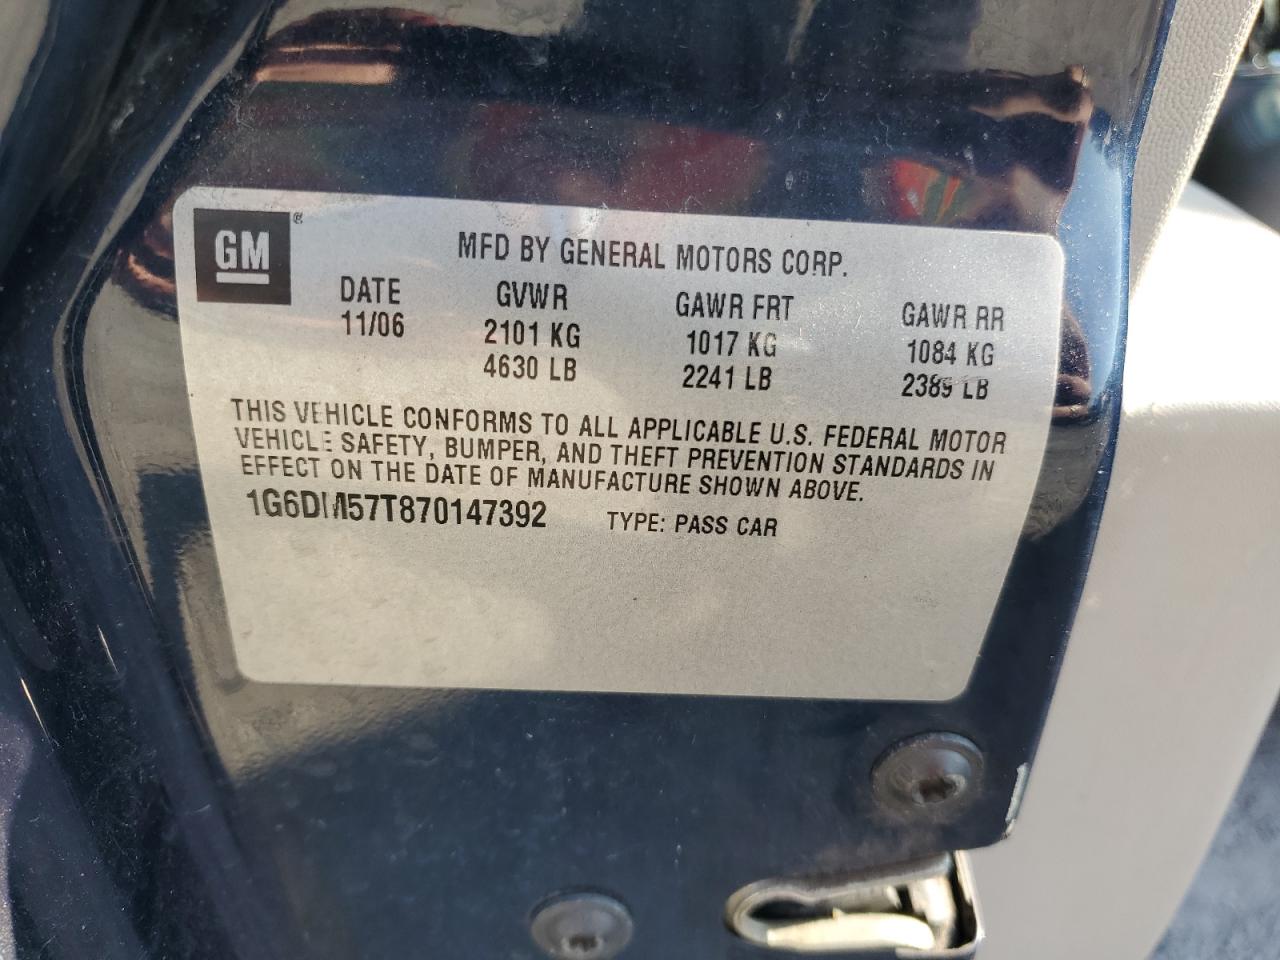 GM®
MFD BY GENERAL MOTORS CORP.
DATE GVWR GAWR FRT GAWR RR
11/06 2101 KG 1017 KG 1084 KG
4630 LB 2241 LB 2389 LB
THIS VEHICLE CONFORMS TO ALL APPLICABLE U.S. FEDERAL MOTOR
VEHICLE SAFETY, BUMPER, AND THEFT PREVENTION STANDARDS IN
EFFECT ON THE DATE OF MANUFACTURE SHOWN ABOVE.
1G6DM57T870147392 TYPE: PASS CAR